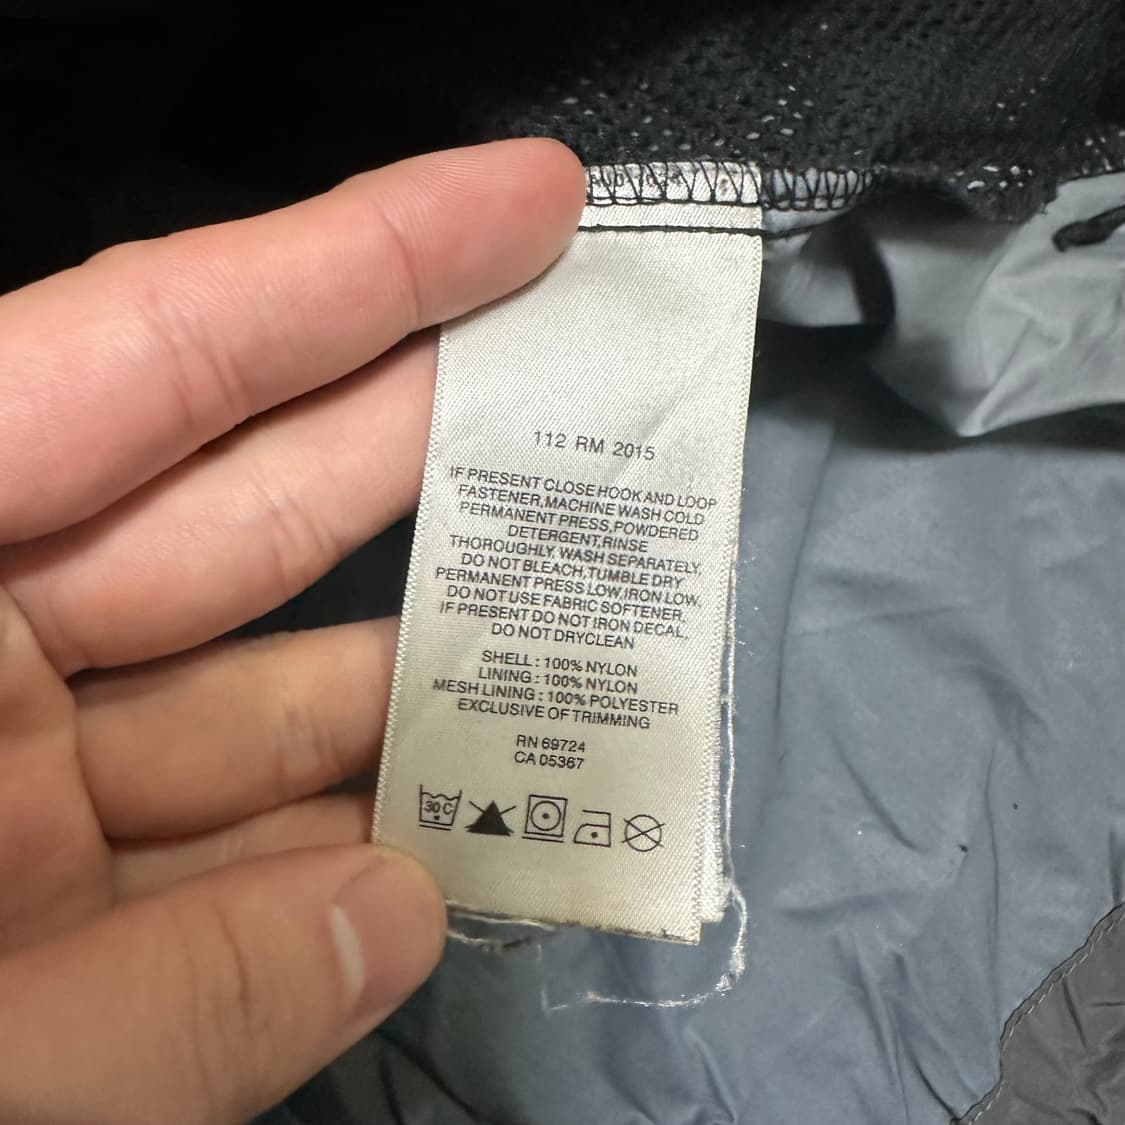 112 RM 2015
IF PRESENT CLOSE HOOK AND LOOP
FASTENER,MACHINE WASH COLD
PERMANENT PRESS,POWDERED
DETERGENT,RINSE
THOROUGHLY, WASH SEPARATELY,
DO NOT BLEACH,TUMBLE DRY
PERMANENT PRESS LOW,IRON LOW,
DO NOT USE FABRIC SOFTENER,
IF PRESENT DO NOT IRON DECAL,
DO NOT DRYCLEAN
SHELL : 100% NYLON
LINING : 100% NYLON
MESH LINING : 100% POLYESTER
EXCLUSIVE OF TRIMMING
RN 69724
CA 05367
30 C